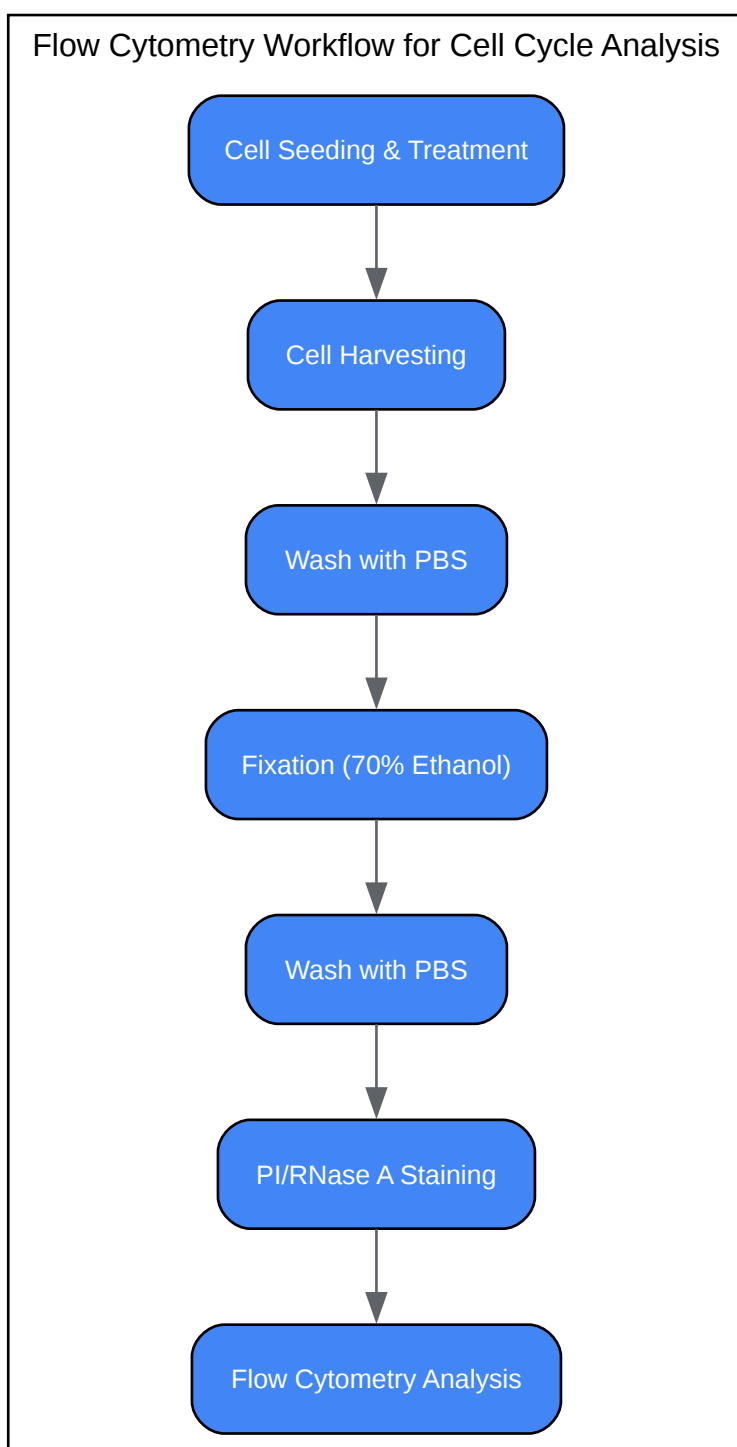 Flow Cytometry Workflow for Cell Cycle Analysis
Cell Seeding & Treatment
Cell Harvesting
Wash with PBS
Fixation (70% Ethanol)
Wash with PBS
PI/RNase A Staining
Flow Cytometry Analysis